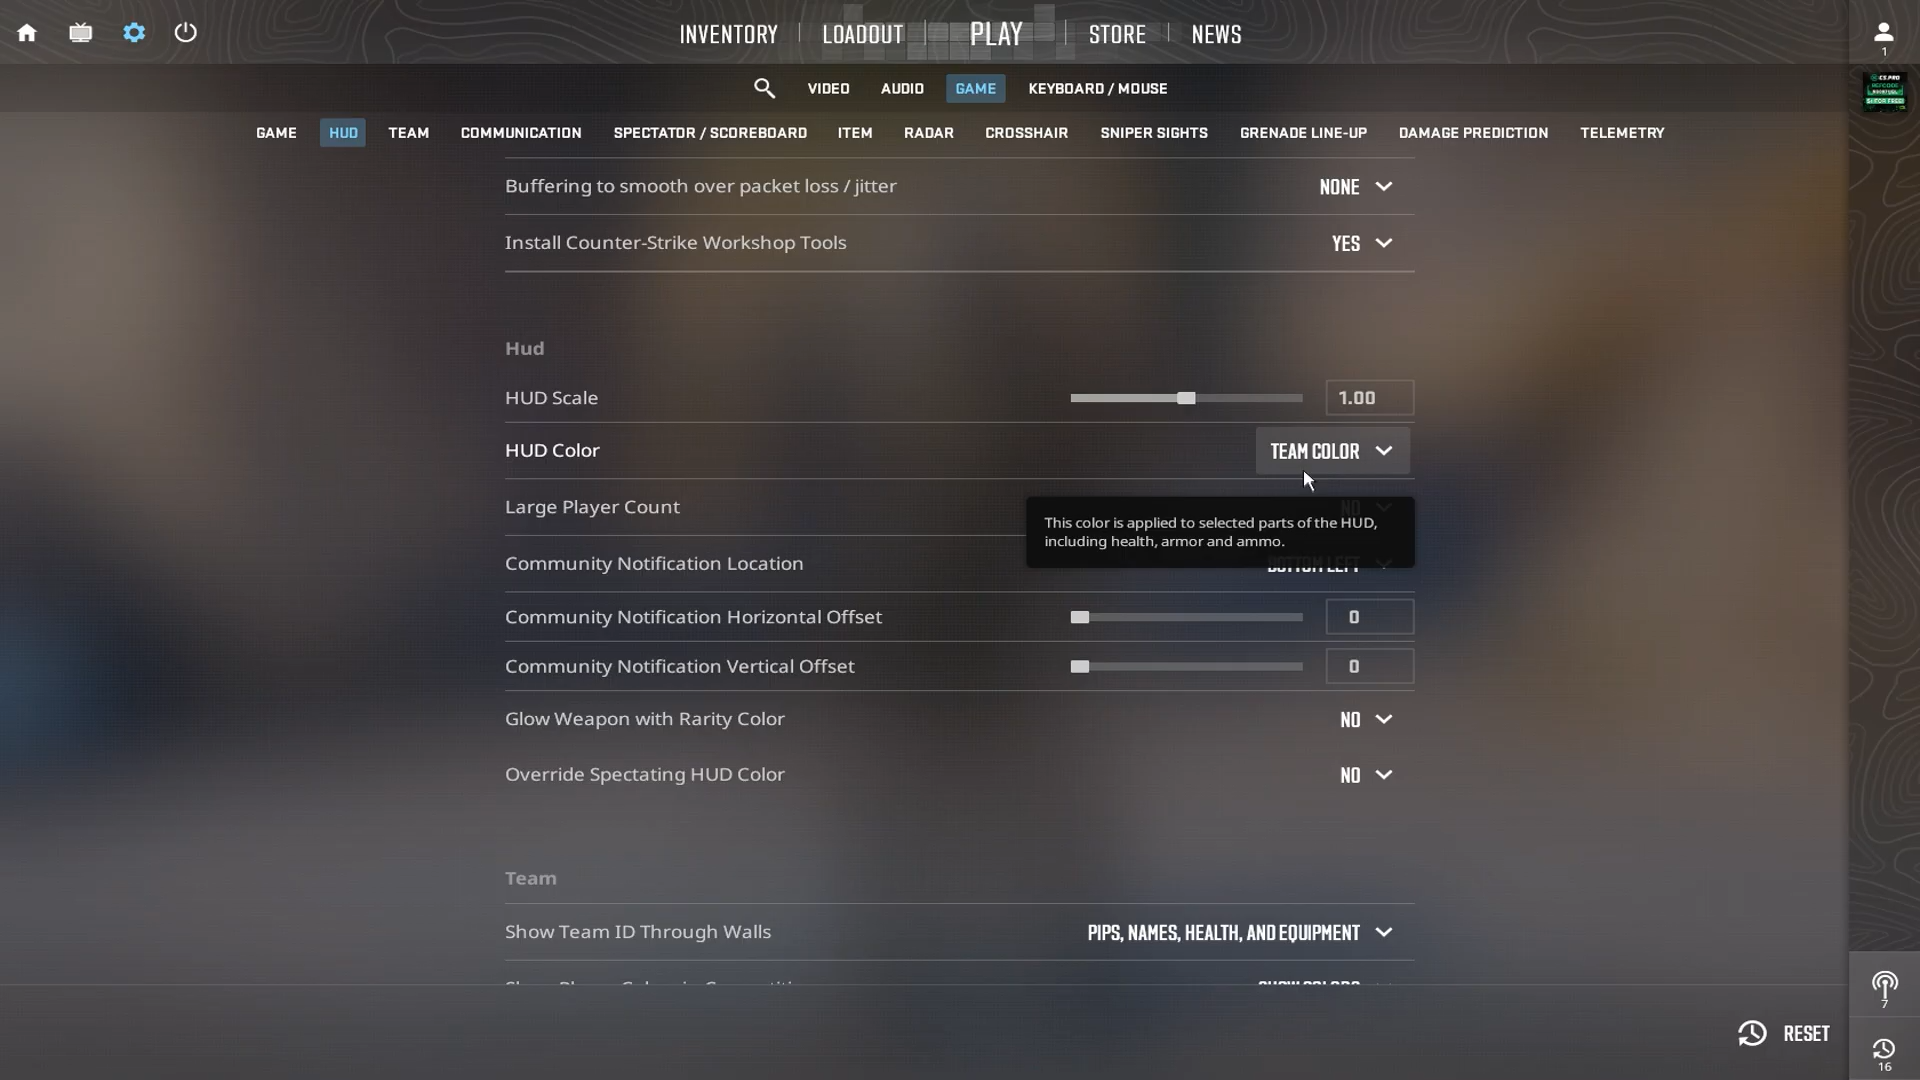 INVENTORY
LOADOUT
PLAY
STORE
NEWS
1
VIDEO
AUDIO
GAME
KEYBOARD / MOUSE
GAME
HUD
TEAM
COMMUNICATION
SPECTATOR / SCOREBOARD
ITEM
RADAR
CROSSHAIR
SNIPER SIGHTS
GRENADE LINE-UP
DAMAGE PREDICTION
TELEMETRY
Buffering to smooth over packet loss / jitter
NONE
Install Counter-Strike Workshop Tools
YES
Hud
HUD Scale
1.00
HUD Color
TEAM COLOR
Large Player Count
NO
This color is applied to selected parts of the HUD,
including health, armor and ammo.
Community Notification Location
BOTTOM LEFT
Community Notification Horizontal Offset
0
Community Notification Vertical Offset
0
Glow Weapon with Rarity Color
NO
Override Spectating HUD Color
NO
Team
Show Team ID Through Walls
PIPS, NAMES, HEALTH, AND EQUIPMENT
7
RESET
16